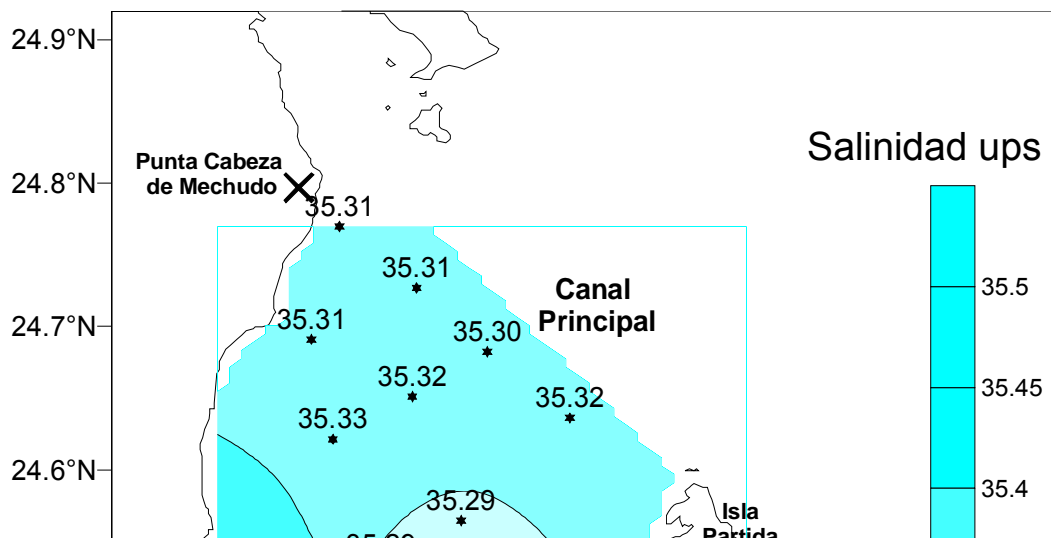 24.9°N
Salinidad ups
Punta Cabeza
de Mechudo
24.8°N
35.31
35.31
Canal
Principal
35.5
35.31
24.7°N
35.30
35.32
35.32
35.45
35.33
24.6°N
35.4
35.29
Isla
Partida